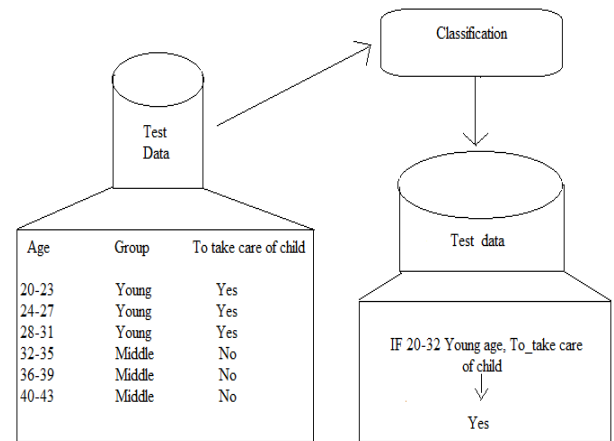 Classification
Test
Data
Test data
Age Group To take care of child
20-23 Young Yes
24-27 Young Yes
28-31 Young Yes
32-35 Middle No
36-39 Middle No
40-43 Middle No
IF 20-32 Young age, To_take care
of child
Yes